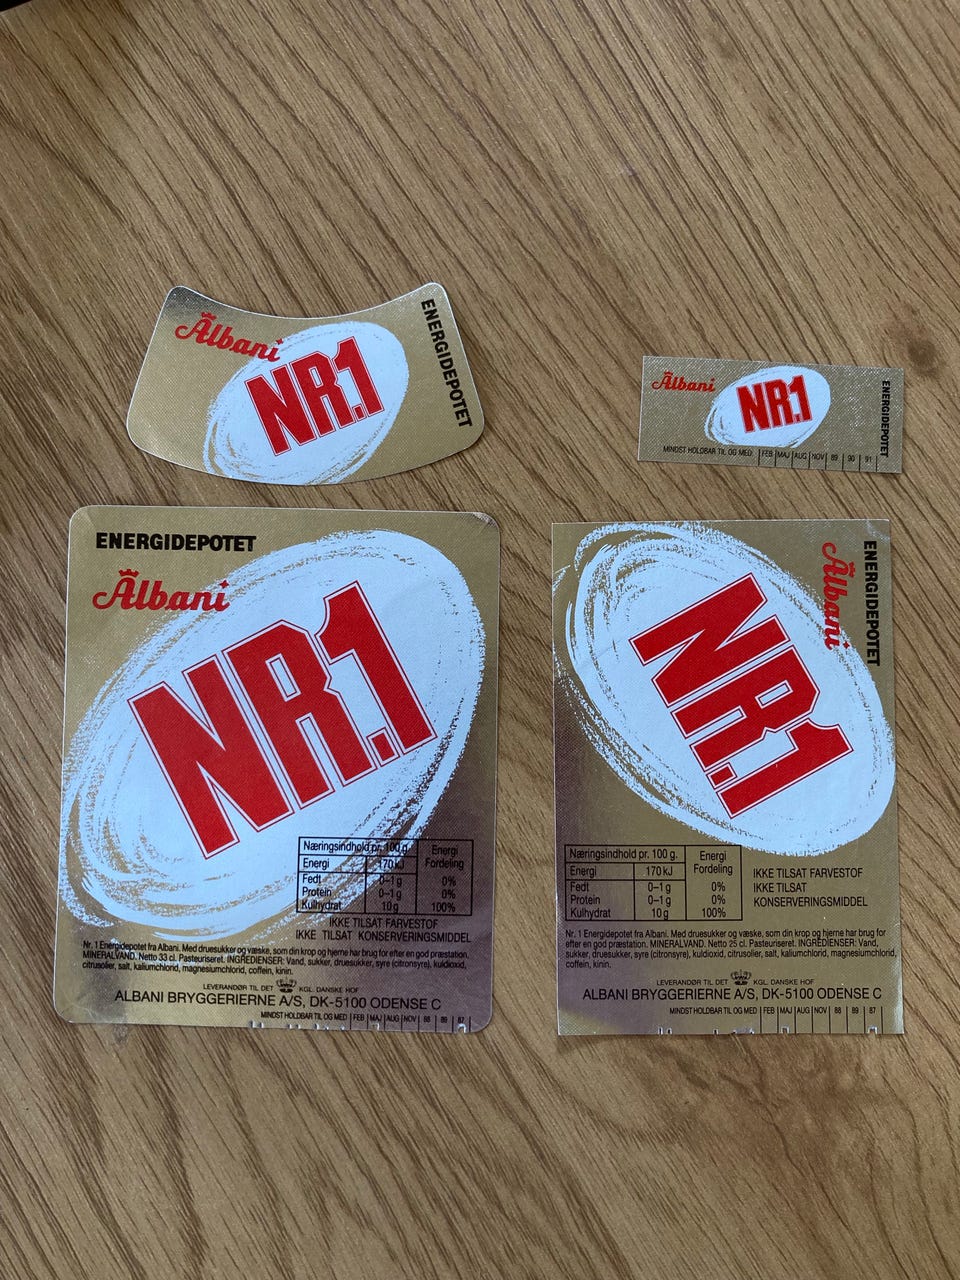 Albani
NR.1
ENERGIDEPOTET
Albani
NR.1
ENERGIDEPOTET
MINDST HOLDBAR TIL OG MED: FEB MAJ AUG NOV 89 90 91
ENERGIDEPOTET
Albani
NR.1
Næringsindhold pr. 100 g. Energi
Fordeling
Energi 170 kJ
Fedt 0–1 g 0%
Protein 0–1 g 0%
Kulhydrat 10 g 100%
IKKE TILSAT FARVESTOF
IKKE TILSAT KONSERVERINGSMIDDEL
Nr. 1 Energidepotet fra Albani. Med druesukker og væske, som din krop og hjerne har brug for efter en god præstation.
MINERALVAND. Netto 33 cl. Pasteuriseret. INGREDIENSER: Vand, sukker, druesukker, syre (citronsyre), kuldioxid,
citrusolier, salt, kaliumchlorid, magnesiumchlorid, coffein, kinin.
LEVERANDØR TIL DET KGL. DANSKE HOF
ALBANI BRYGGERIERNE A/S, DK-5100 ODENSE C
MINDST HOLDBAR TIL OG MED FEB MAJ AUG NOV 88 89 87
ENERGIDEPOTET
Albani
NR.1
Næringsindhold pr. 100 g. Energi
Fordeling
Energi 170 kJ
Fedt 0–1 g 0%
Protein 0–1 g 0%
Kulhydrat 10 g 100%
IKKE TILSAT FARVESTOF
IKKE TILSAT
KONSERVERINGSMIDDEL
Nr. 1 Energidepotet fra Albani. Med druesukker og væske, som din krop og hjerne har brug for
efter en god præstation. MINERALVAND. Netto 25 cl. Pasteuriseret. INGREDIENSER: Vand,
sukker, druesukker, syre (citronsyre), kuldioxid, citrusolier, salt, kaliumchlorid, magnesiumchlorid,
coffein, kinin.
LEVERANDØR TIL DET KGL. DANSKE HOF
ALBANI BRYGGERIERNE A/S, DK-5100 ODENSE C
MINDST HOLDBAR TIL OG MED FEB MAJ AUG NOV 88 89 87